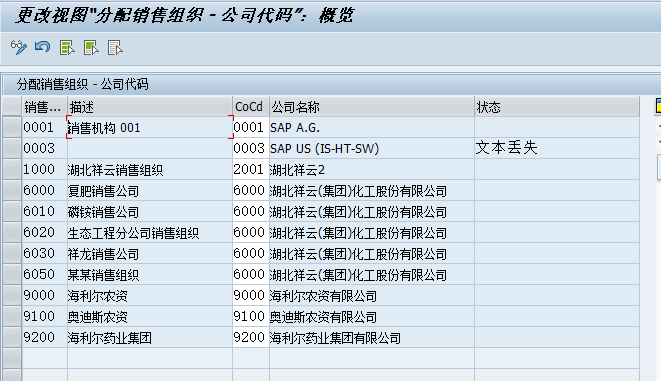 更改视图"分配销售组织 - 公司代码": 概览
分配销售组织 - 公司代码
销售... 描述 CoCd 公司名称 状态
0001 销售机构 001 0001 SAP A.G.
0003 0003 SAP US (IS-HT-SW) 文本丢失
1000 湖北祥云销售组织 2001 湖北祥云2
6000 复肥销售公司 6000 湖北祥云(集团)化工股份有限公司
6010 磷铵销售公司 6000 湖北祥云(集团)化工股份有限公司
6020 生态工程分公司销售组织 6000 湖北祥云(集团)化工股份有限公司
6030 祥龙销售公司 6000 湖北祥云(集团)化工股份有限公司
6050 某某销售组织 6000 湖北祥云(集团)化工股份有限公司
9000 海利尔农资 9000 海利尔农资有限公司
9100 奥迪斯农资 9100 奥迪斯农资有限公司
9200 海利尔药业集团 9200 海利尔药业集团有限公司